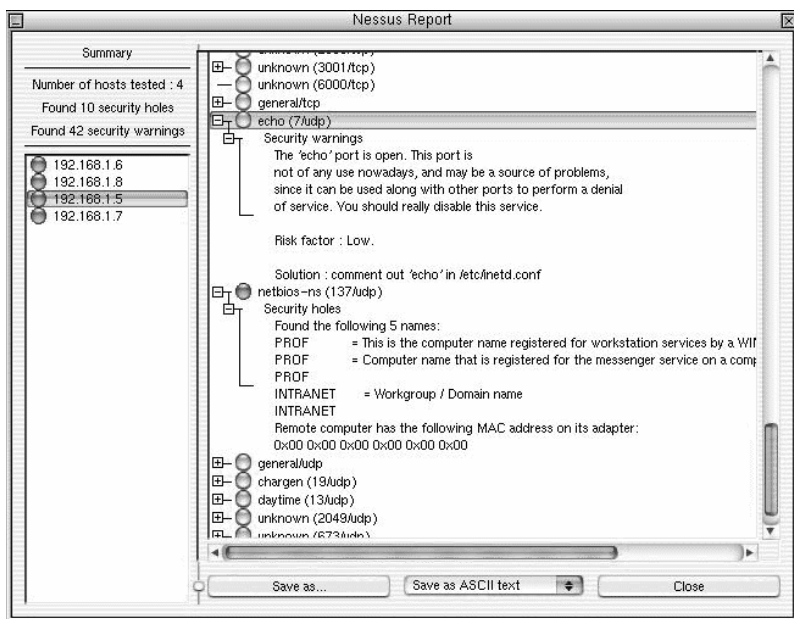 Nessus Report
Summary
Number of hosts tested : 4
Found 10 security holes
Found 42 security warnings
192.168.1.6
192.168.1.8
192.168.1.5
192.168.1.7
unknown (3001/tcp)
unknown (6000/tcp)
general/tcp
echo (7/udp)
Security warnings
The 'echo' port is open. This port is
not of any use nowadays, and may be a source of problems,
since it can be used along with other ports to perform a denial
of service. You should really disable this service.
Risk factor : Low.
Solution : comment out 'echo' in /etc/inetd.conf
netbios-ns (137/udp)
Security holes
Found the following 5 names:
PROF = This is the computer name registered for workstation services by a WI
PROF = Computer name that is registered for the messenger service on a comp
PROF
INTRANET = Workgroup / Domain name
INTRANET
Remote computer has the following MAC address on its adapter:
0x00 0x00 0x00 0x00 0x00 0x00
general/udp
chargen (19/udp)
daytime (13/udp)
unknown (2049/udp)
unknown (673/udp)
Save as...
Save as ASCII text
Close